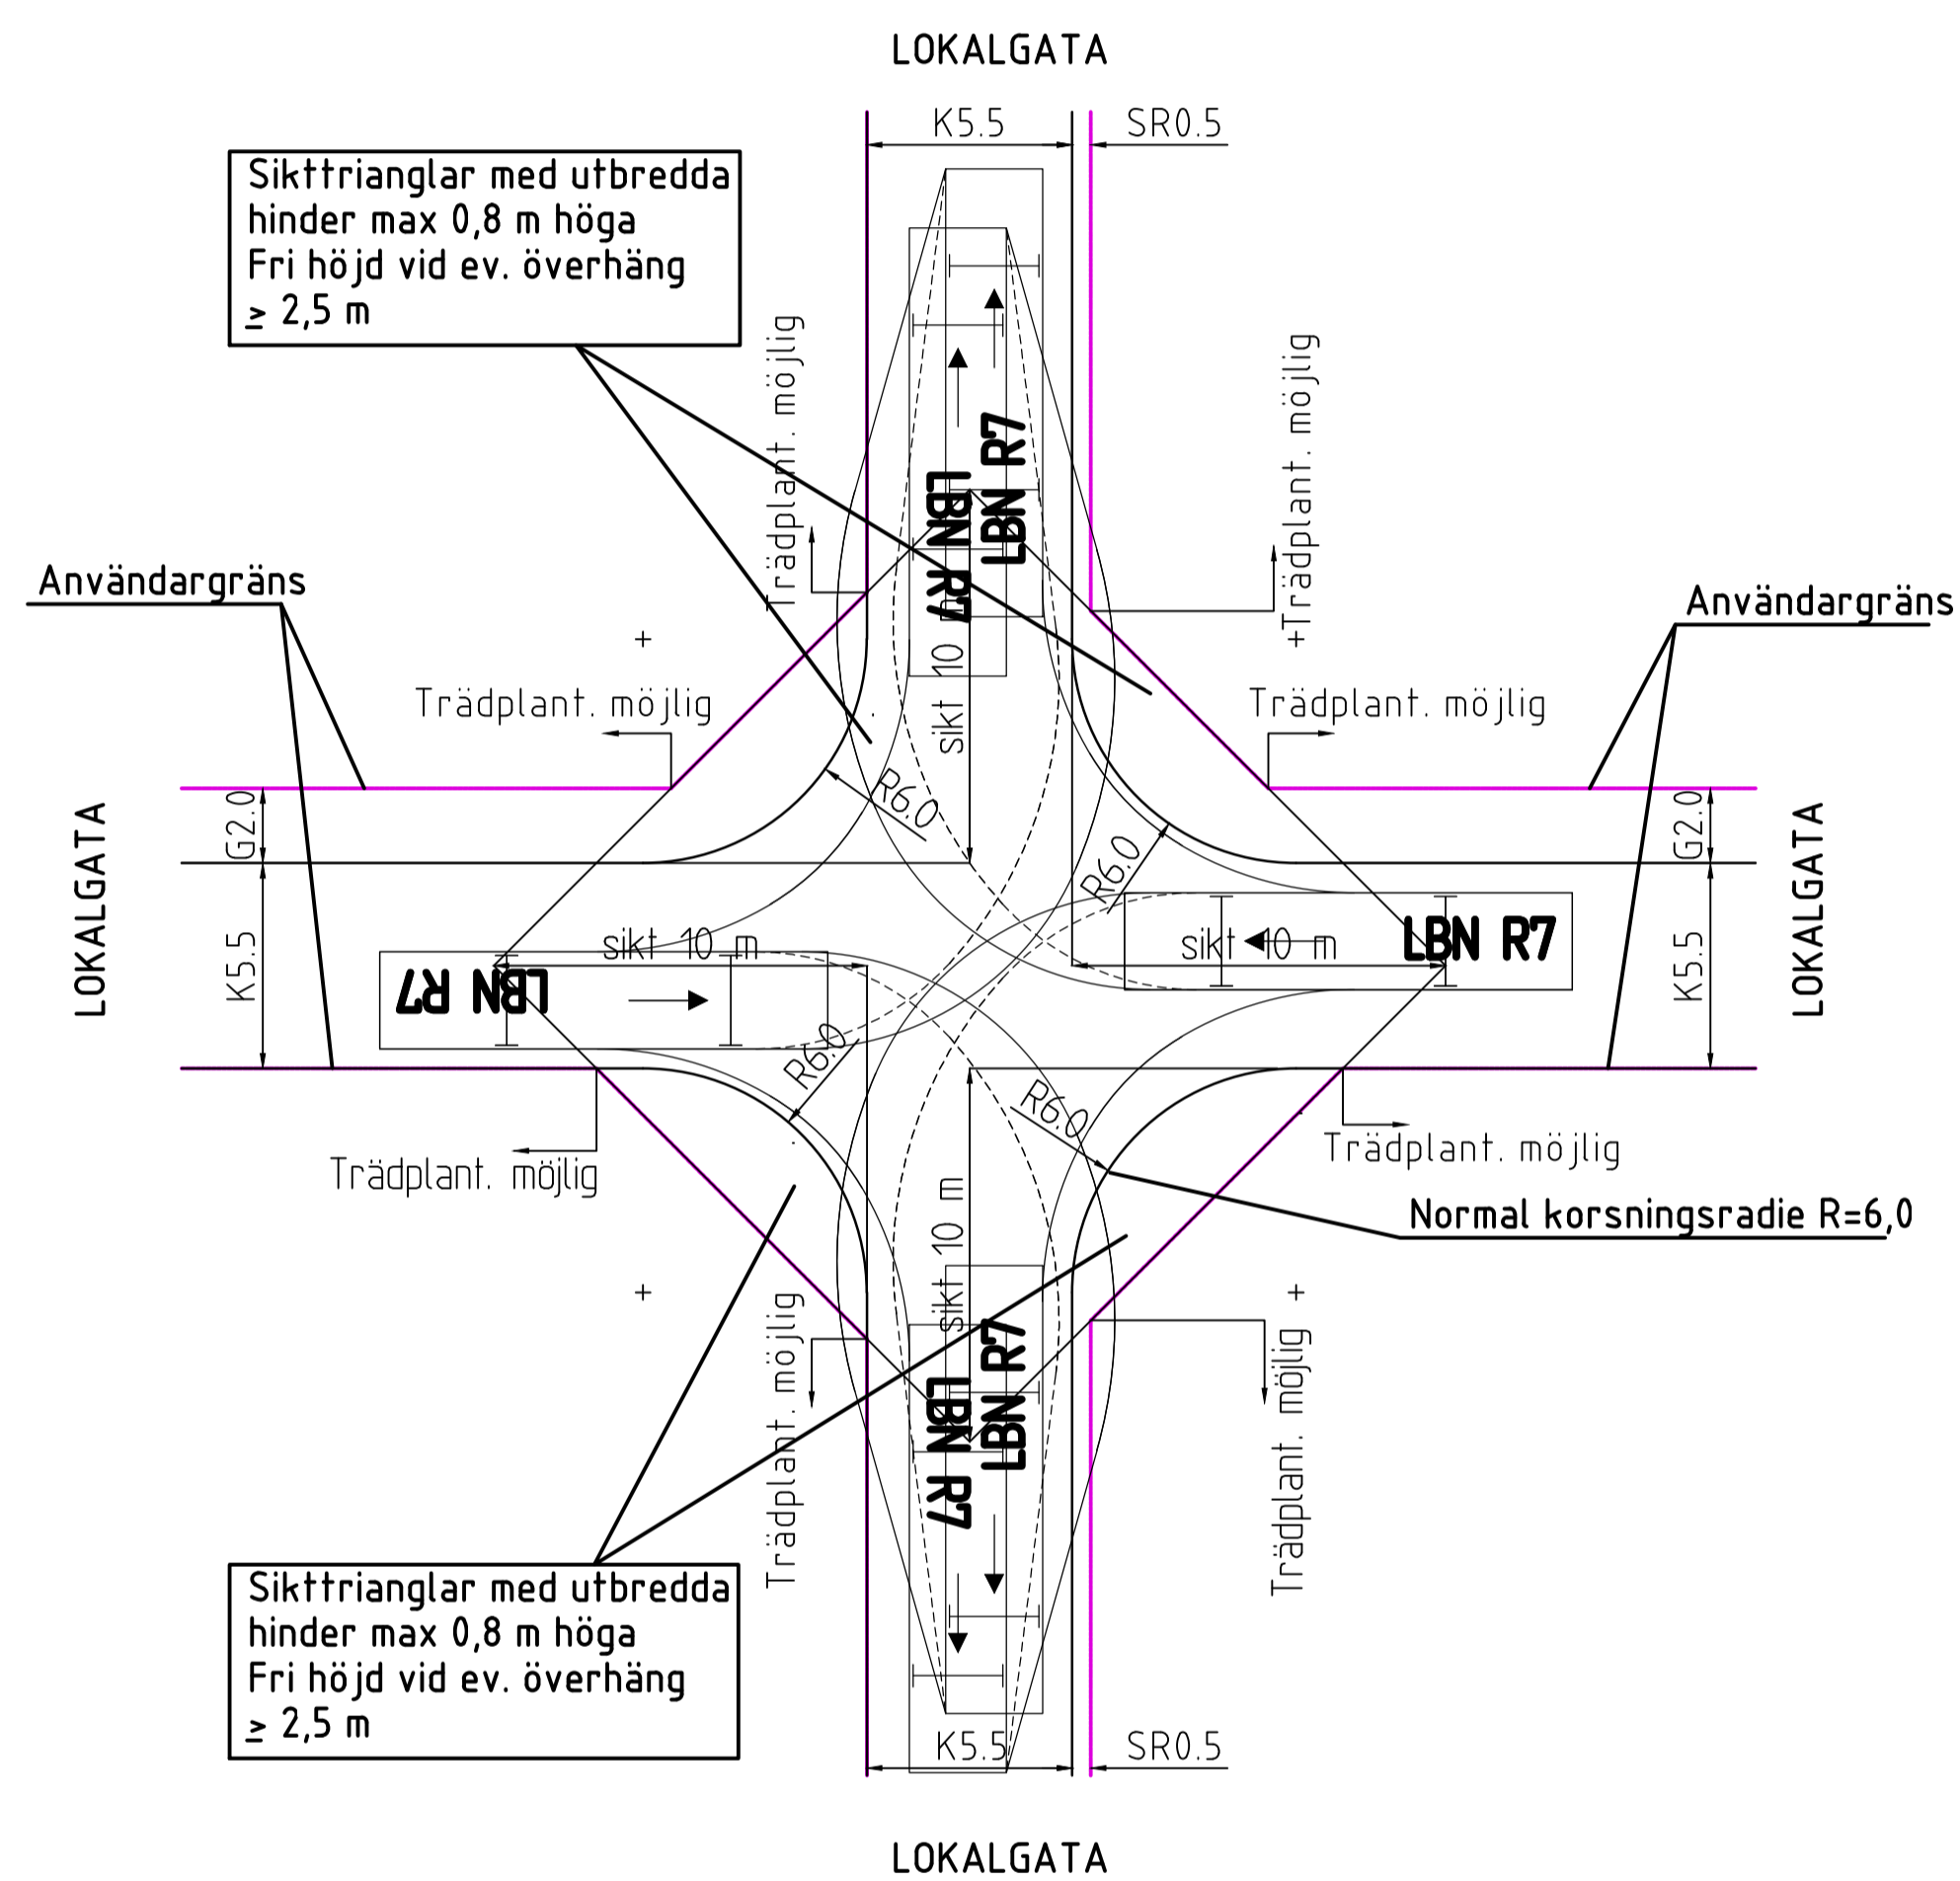 LOKALGATA
K5.5
SR0.5
Sikttrianglar med utbredda
hinder max 0,8 m höga
Fri höjd vid ev. överhäng
≥ 2,5 m
Trädplant. möjlig
Trädplant. möjlig
LBN R7
LBN R7
sikt 10 m
Användargräns
Användargräns
Trädplant. möjlig
Trädplant. möjlig
LOKALGATA
G2.0
K5.5
R6.0
R6.0
G2.0
K5.5
LOKALGATA
sikt 10 m
LBN R7
sikt 10 m
LBN R7
R6.0
R6.0
Trädplant. möjlig
Trädplant. möjlig
Normal korsningsradie R=6,0
sikt 10 m
Trädplant. möjlig
Trädplant. möjlig
LBN R7
LBN R7
Sikttrianglar med utbredda
hinder max 0,8 m höga
Fri höjd vid ev. överhäng
≥ 2,5 m
K5.5
SR0.5
LOKALGATA